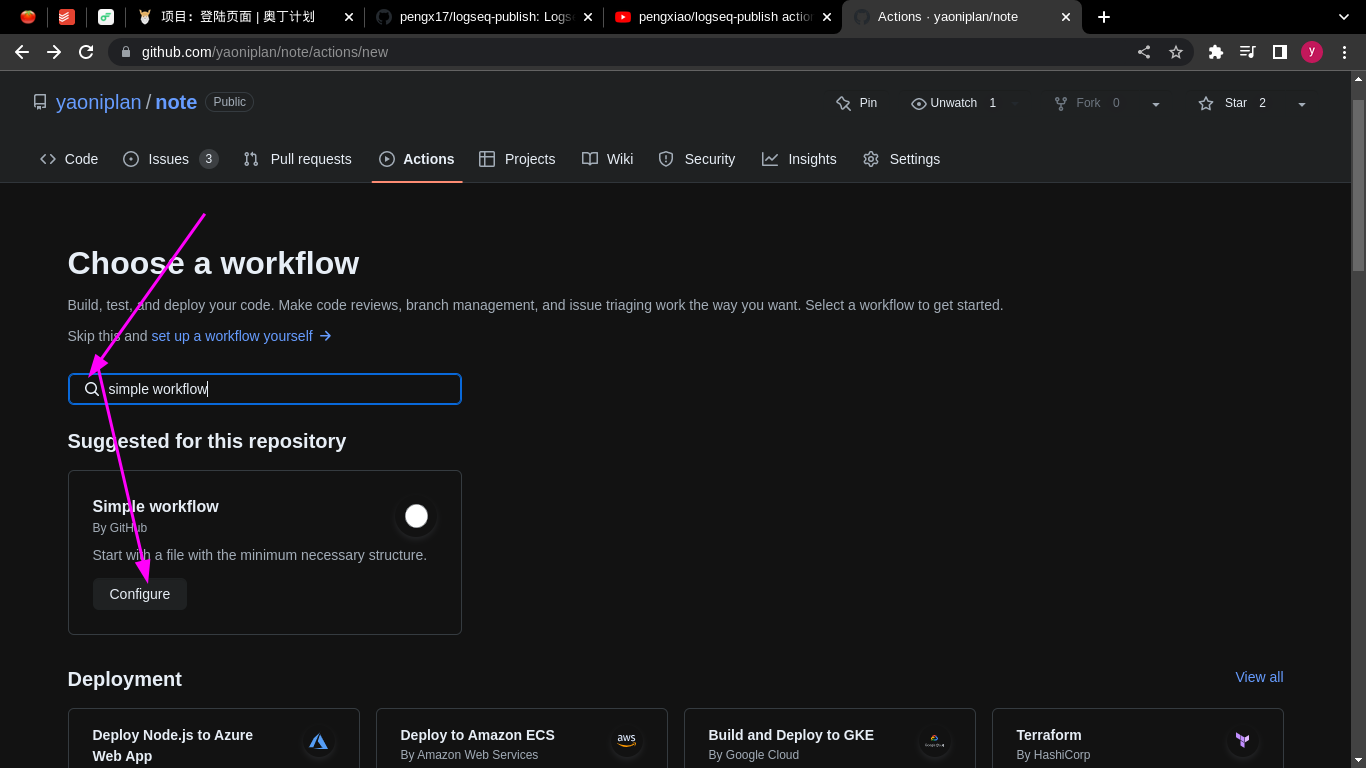 项目: 登陆页面 | 奥丁计划
pengx17/logseq-publish: Logs
pengxiao/logseq-publish actio
Actions · yaoniplan/note
github.com/yaoniplan/note/actions/new
y
yaoniplan / note Public
Pin
Unwatch 1
Fork 0
Star 2
Code
Issues 3
Pull requests
Actions
Projects
Wiki
Security
Insights
Settings
Choose a workflow
Build, test, and deploy your code. Make code reviews, branch management, and issue triaging work the way you want. Select a workflow to get started.
Skip this and set up a workflow yourself
simple workflow
Suggested for this repository
Simple workflow
By GitHub
Start with a file with the minimum necessary structure.
Configure
Deployment
View all
Deploy Node.js to Azure
Web App
Deploy to Amazon ECS
By Amazon Web Services
aws
Build and Deploy to GKE
By Google Cloud
Terraform
By HashiCorp